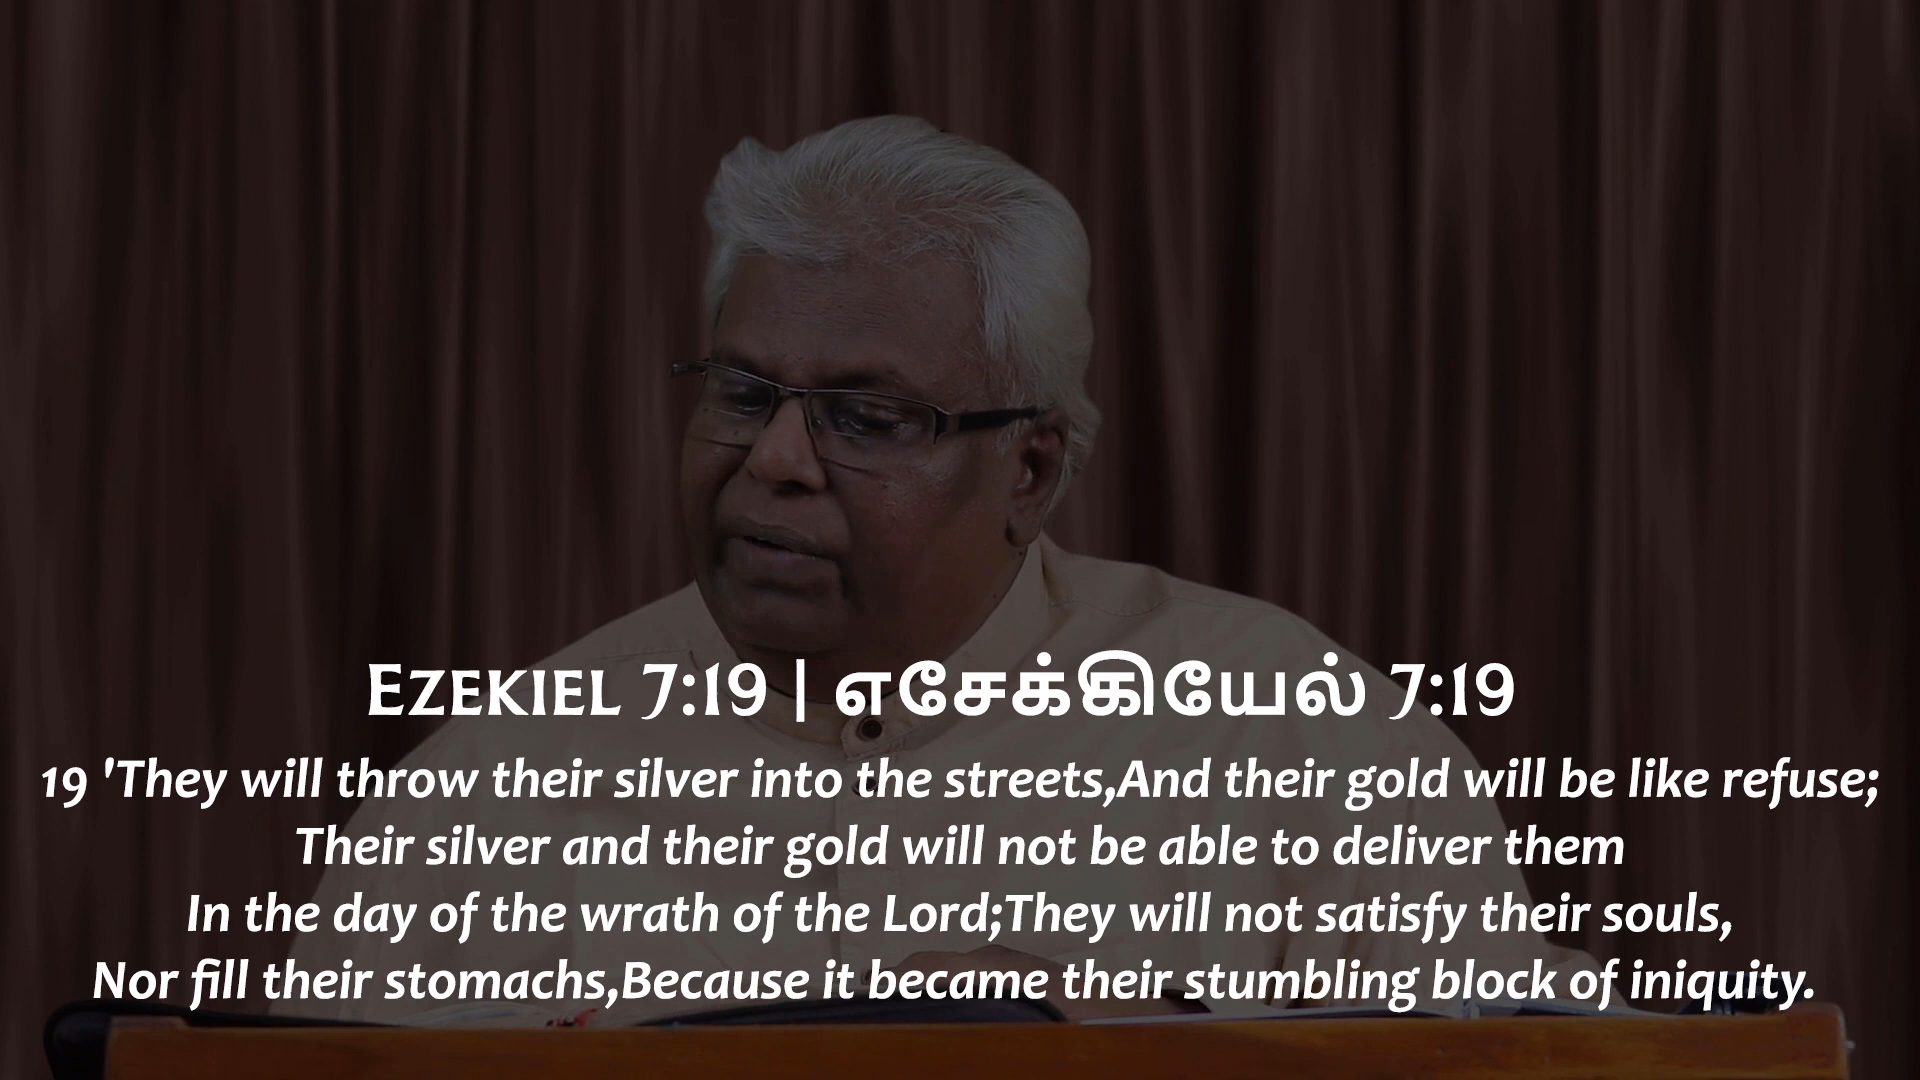 EZEKIEL 7:19 | எசேக்கியேல் 7:19
19 'They will throw their silver into the streets,And their gold will be like refuse;
Their silver and their gold will not be able to deliver them
In the day of the wrath of the Lord;They will not satisfy their souls,
Nor fill their stomachs,Because it became their stumbling block of iniquity.